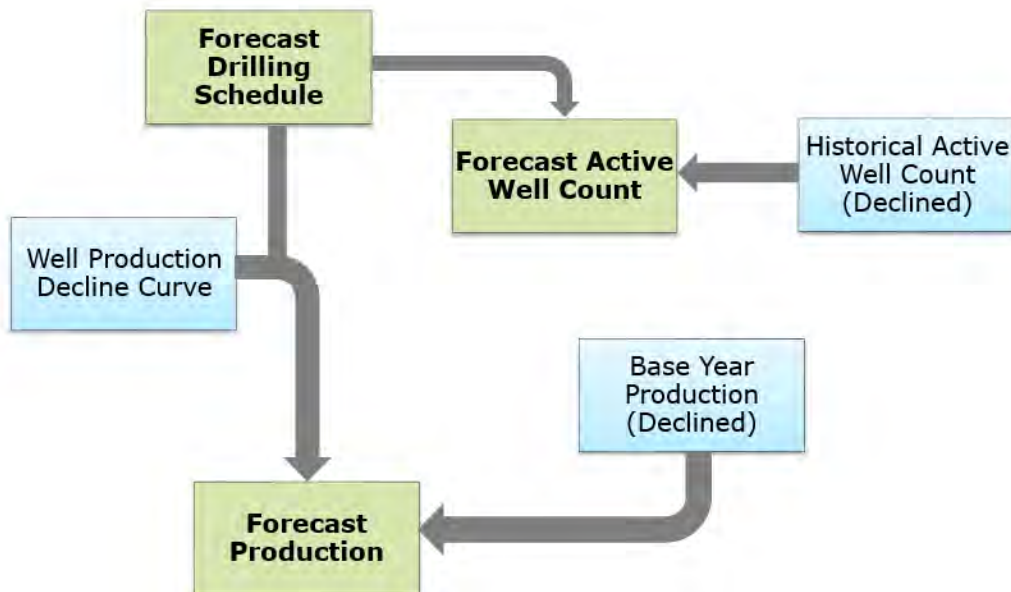 Forecast
Drilling
Schedule
Forecast Active
Well Count
Historical Active
Well Count
(Declined)
Well Production
Decline Curve
Base Year
Production
(Declined)
Forecast
Production